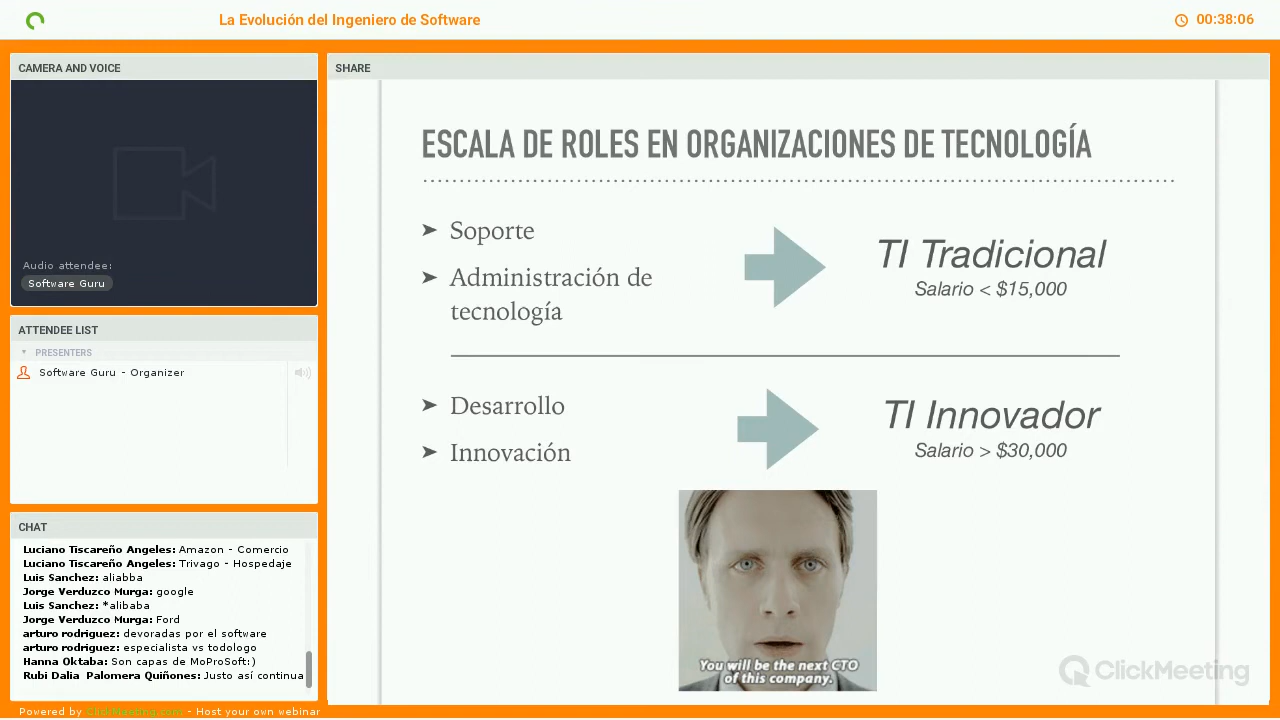 La Evolución del Ingeniero de Software
00:38:06
CAMERA AND VOICE
Audio attendee:
Software Guru
ATTENDEE LIST
PRESENTERS
Software Guru - Organizer
CHAT
Luciano Tiscareño Angeles: Amazon - Comercio
Luciano Tiscareño Angeles: Trivago - Hospedaje
Luis Sanchez: aliabba
Jorge Verduzco Murga: google
Luis Sanchez: *alibaba
Jorge Verduzco Murga: Ford
arturo rodriguez: devoradas por el software
arturo rodriguez: especialista vs todologo
Hanna Oktaba: Son capas de MoProSoft:)
Rubi Dalia Palomera Quiñones: Justo así continua
Powered by ClickMeeting.com - Host your own webinar
SHARE
ESCALA DE ROLES EN ORGANIZACIONES DE TECNOLOGÍA
Soporte
Administración de
tecnología
TI Tradicional
Salario < $15,000
Desarrollo
Innovación
TI Innovador
Salario > $30,000
You will be the next CTO
of this company.
ClickMeeting